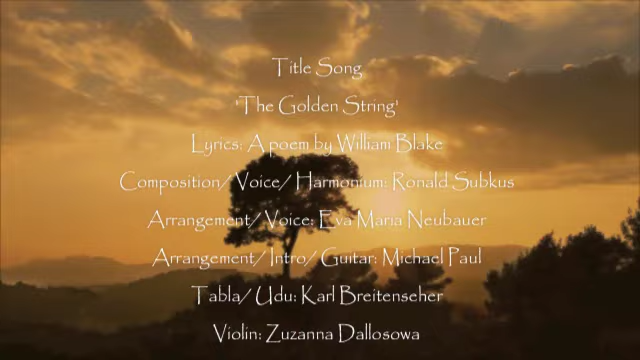 Title Song
'The Golden String'
Lyrics: A poem by William Blake
Composition/ Voice/ Harmonium: Ronald Subkus
Arrangement/ Voice: Eva Maria Neubauer
Arrangement/ Intro/ Guitar: Michael Paul
Tabla/ Udu: Karl Breitenseher
Violin: Zuzanna Dallosowa